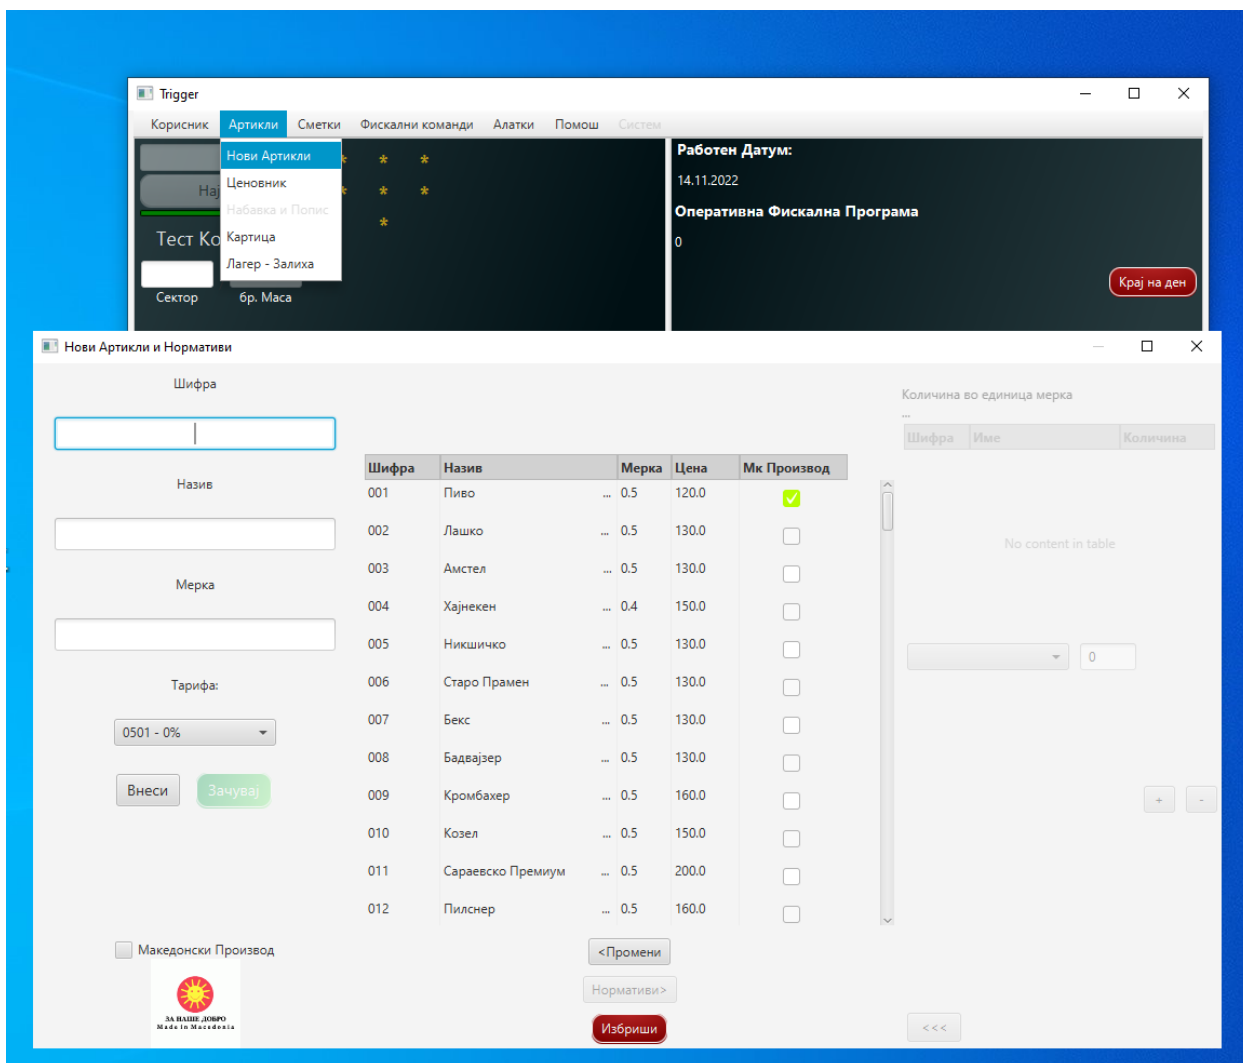 Trigger
Корисник Артикли Сметки Фискални команди Алатки Помош Систем
Нови Артикли
Ценовник
Набавка и Попис
Картица
Лагер - Залиха
* * *
Нај * * *
*
Тест Ко
Сектор бр. Маса
Работен Датум:
14.11.2022
Оперативна Фискална Програма
0
Крај на ден
Нови Артикли и Нормативи
Шифра
Назив
Мерка
Тарифа:
0501 - 0%
Внеси Зачувај
Македонски Производ
ЗА НАШЕ ДОБРО
Made in Macedonia
Шифра Назив Мерка Цена Мк Производ
001 Пиво ... 0.5 120.0
002 Лашко ... 0.5 130.0
003 Амстел ... 0.5 130.0
004 Хајнекен ... 0.4 150.0
005 Никшичко ... 0.5 130.0
006 Старо Прамен ... 0.5 130.0
007 Бекс ... 0.5 130.0
008 Бадвајзер ... 0.5 130.0
009 Кромбахер ... 0.5 160.0
010 Козел ... 0.5 150.0
011 Сараевско Премиум ... 0.5 200.0
012 Пилснер ... 0.5 160.0
<Промени
Нормативи>
Избриши
Количина во единица мерка
...
Шифра Име Количина
No content in table
0
+ -
<<<